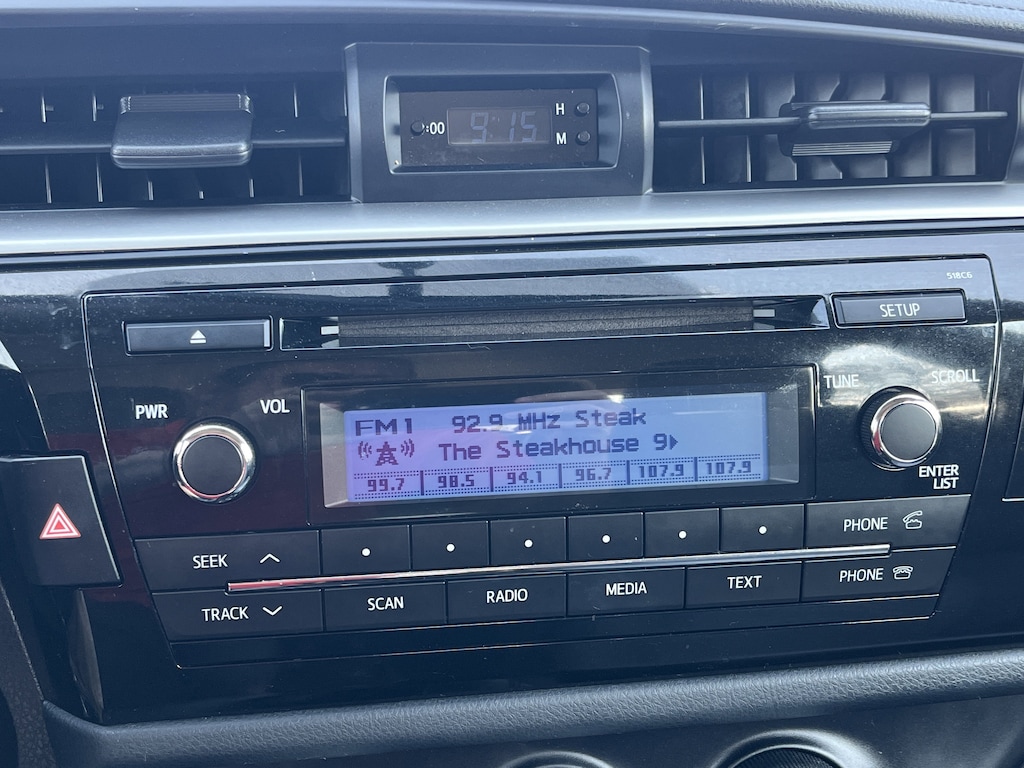 :00 9:15 H
M
518C6
SETUP
PWR VOL
TUNE SCROLL
FM1 92.9 MHz Steak
The Steakhouse 9
99.7 98.5 94.1 96.7 107.9 107.9
ENTER
LIST
SEEK
PHONE
TRACK SCAN RADIO MEDIA TEXT PHONE